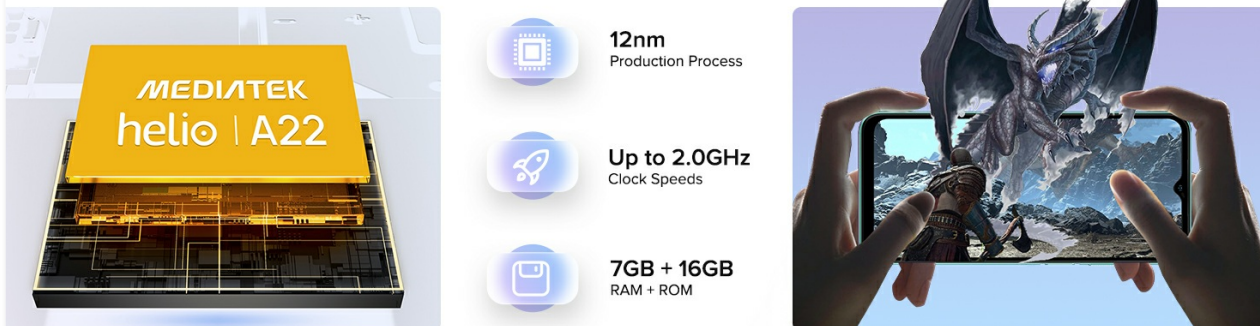 MEDIATEK
helio | A22
12nm
Production Process
Up to 2.0GHz
Clock Speeds
7GB + 16GB
RAM + ROM